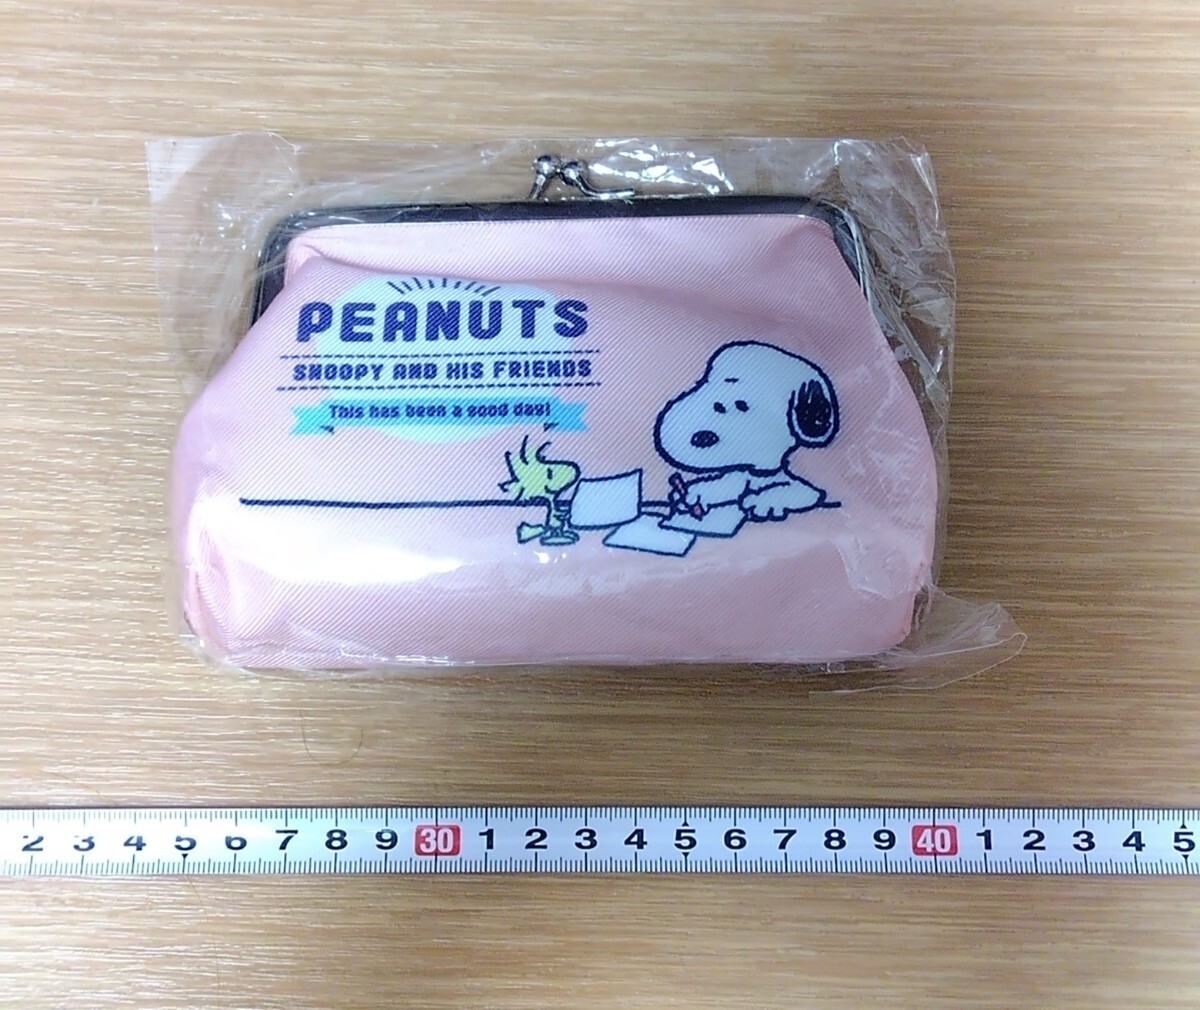 PEANUTS
SNOOPY AND HIS FRIENDS
This has been a good day!
2 3 4 5 6 7 8 9 30 1 2 3 4 5 6 7 8 9 40 1 2 3 4 5